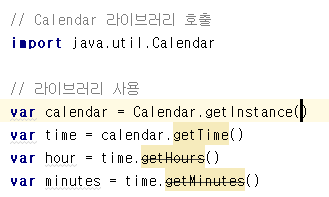 // Calendar 라이브러리 호출
import java.util.Calendar
// 라이브러리 사용
var calendar = Calendar.getInstance()
var time = calendar.getTime()
var hour = time.getHours()
var minutes = time.getMinutes()